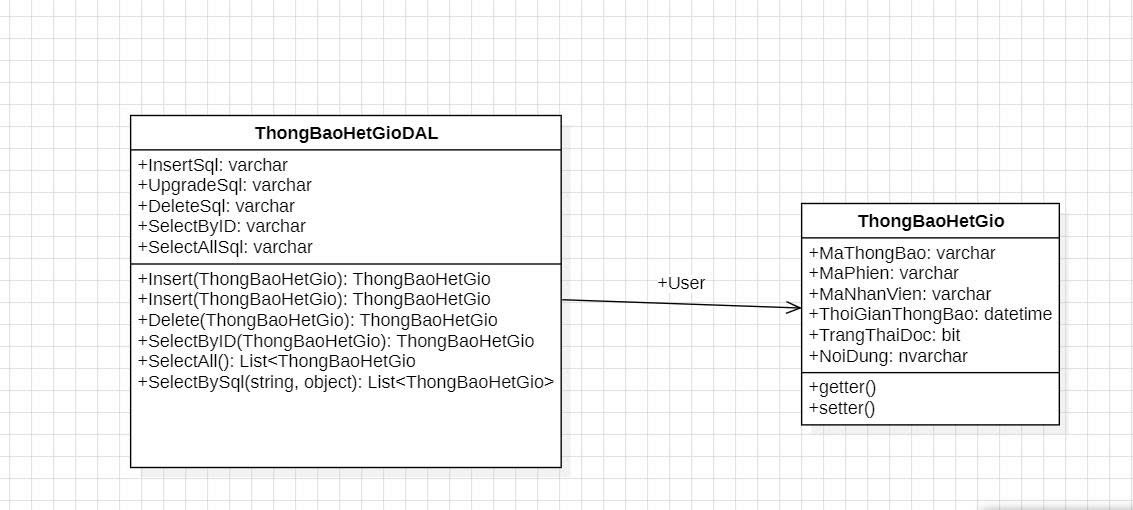 ThongBaoHetGioDAL
+InsertSql: varchar
+UpgradeSql: varchar
+DeleteSql: varchar
+SelectByID: varchar
+SelectAllSql: varchar
+Insert(ThongBaoHetGio): ThongBaoHetGio
+Insert(ThongBaoHetGio): ThongBaoHetGio
+Delete(ThongBaoHetGio): ThongBaoHetGio
+SelectByID(ThongBaoHetGio): ThongBaoHetGio
+SelectAll(): List<ThongBaoHetGio
+SelectBySql(string, object): List<ThongBaoHetGio>
+User
ThongBaoHetGio
+MaThongBao: varchar
+MaPhien: varchar
+MaNhanVien: varchar
+ThoiGianThongBao: datetime
+TrangThaiDoc: bit
+NoiDung: nvarchar
+getter()
+setter()